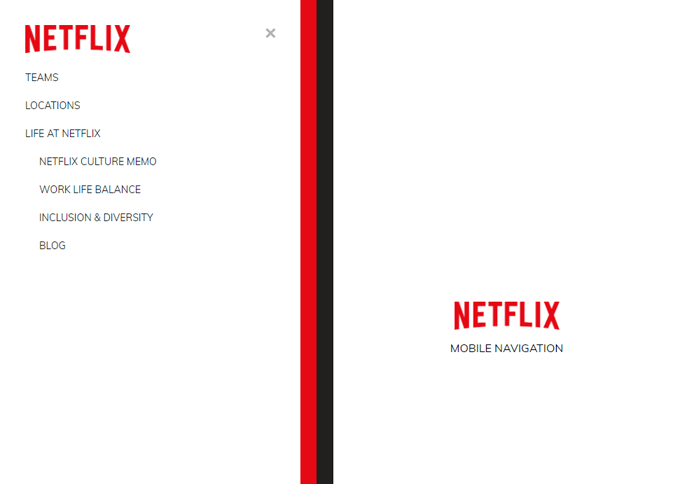 NETFLIX
TEAMS
LOCATIONS
LIFE AT NETFLIX
NETFLIX CULTURE MEMO
WORK LIFE BALANCE
INCLUSION & DIVERSITY
BLOG
NETFLIX
MOBILE NAVIGATION